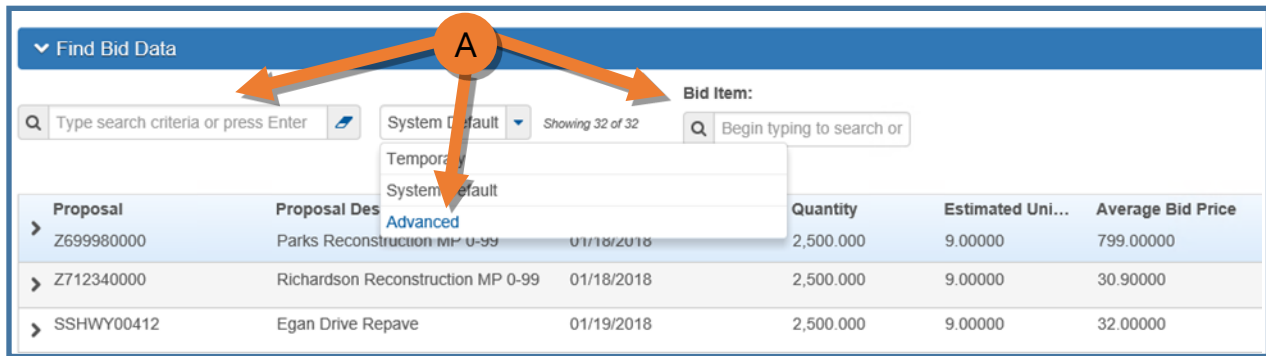 Find Bid Data
A
Bid Item:
Type search criteria or press Enter
System Default
Showing 32 of 32
Begin typing to search or
Temporary
System Default
Advanced
Proposal
Proposal Des
Quantity
Estimated Uni...
Average Bid Price
Z699980000
Parks Reconstruction MP 0-99
01/18/2018
2,500.000
9.00000
799.00000
Z712340000
Richardson Reconstruction MP 0-99
01/18/2018
2,500.000
9.00000
30.90000
SSHWY00412
Egan Drive Repave
01/19/2018
2,500.000
9.00000
32.00000